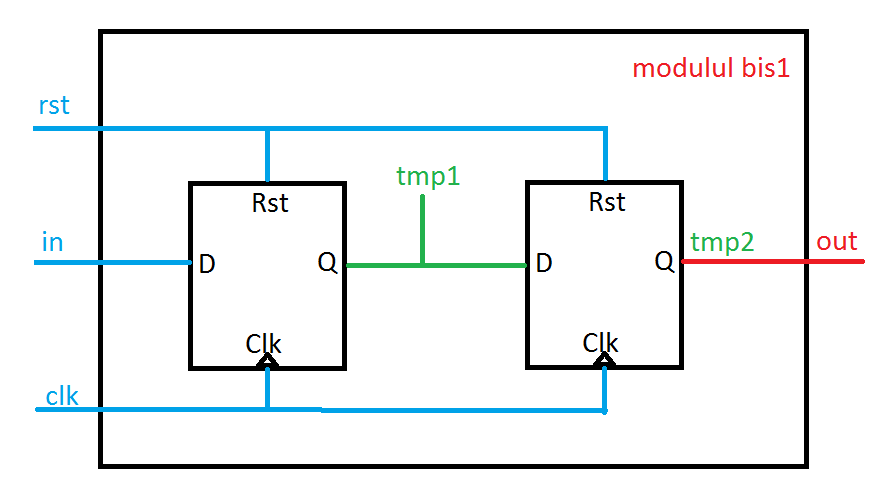 modulul bis1
rst
tmp1
Rst
Rst
in
D
Q
D
Q
tmp2
out
Clk
Clk
clk